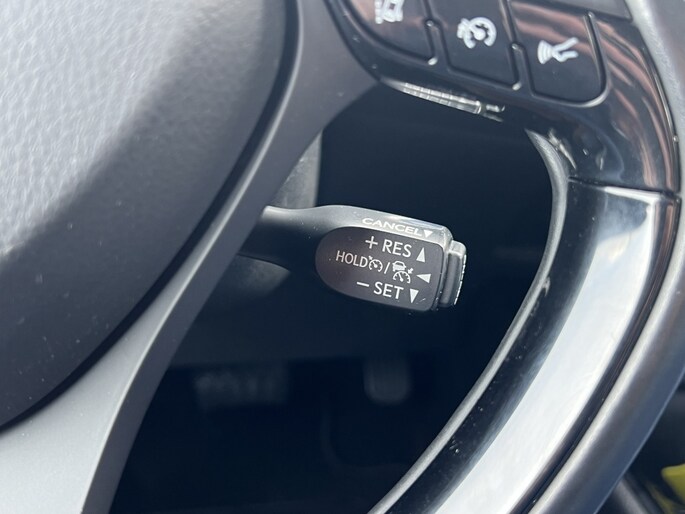 CANCEL▼
+ RES ▲
HOLD / ◄
− SET ▼